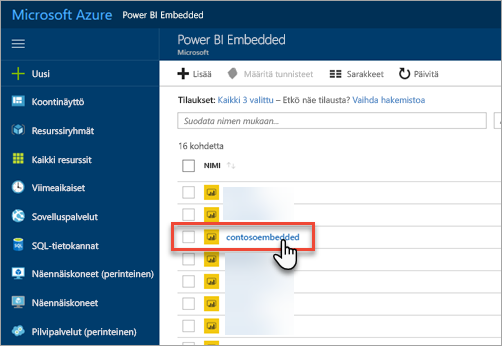 Microsoft Azure Power BI Embedded
Power BI Embedded
Microsoft
Uusi
Koontinäyttö
Resurssiryhmät
Kaikki resurssit
Viimeaikaiset
Sovelluspalvelut
SQL-tietokannat
Näennäiskoneet (perinteinen)
Näennäiskoneet
Pilvipalvelut (perinteinen)
Lisää Määritä tunnisteet Sarakkeet Päivitä
Tilaukset: Kaikki 3 valittu – Etkö näe tilausta? Vaihda hakemistoa
Suodata nimen mukaan...
16 kohdetta
NIMI
contosoembedded